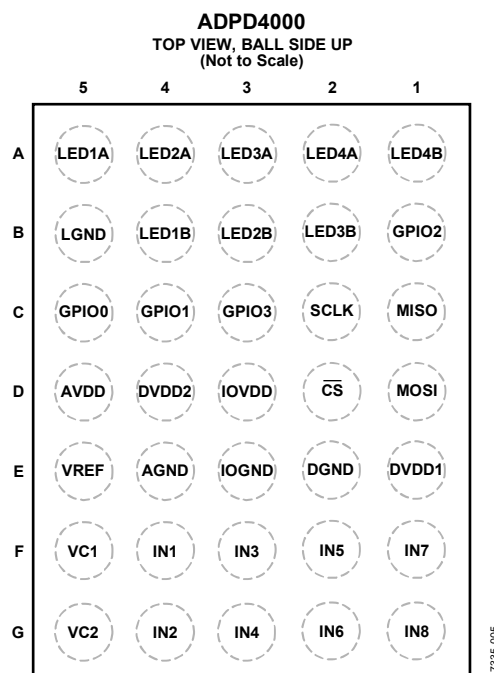 ADPD4000
TOP VIEW, BALL SIDE UP
(Not to Scale)
5 4 3 2 1
A LED1A LED2A LED3A LED4A LED4B
B LGND LED1B LED2B LED3B GPIO2
C GPIO0 GPIO1 GPIO3 SCLK MISO
D AVDD DVDD2 IOVDD C̅S̅ MOSI
E VREF AGND IOGND DGND DVDD1
F VC1 IN1 IN3 IN5 IN7
G VC2 IN2 IN4 IN6 IN8